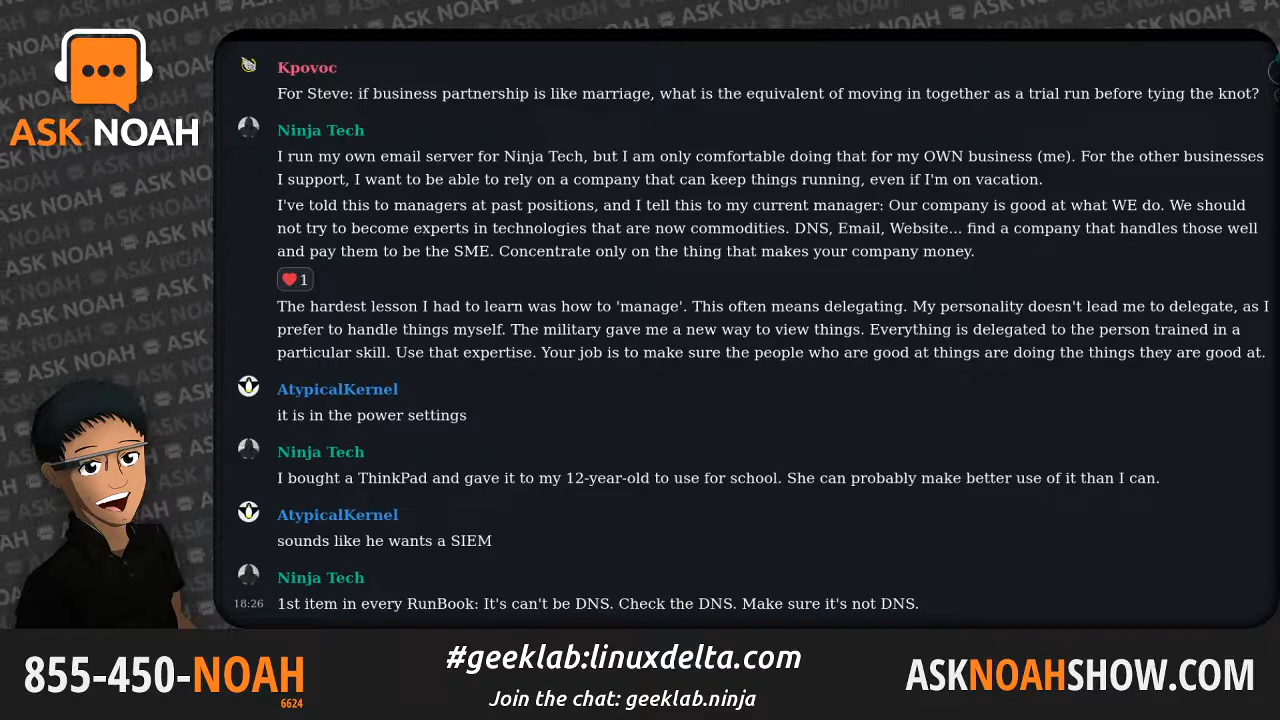 ASK NOAH
Kpovoc
For Steve: if business partnership is like marriage, what is the equivalent of moving in together as a trial run before tying the knot?
Ninja Tech
I run my own email server for Ninja Tech, but I am only comfortable doing that for my OWN business (me). For the other businesses
I support, I want to be able to rely on a company that can keep things running, even if I'm on vacation.
I've told this to managers at past positions, and I tell this to my current manager: Our company is good at what WE do. We should
not try to become experts in technologies that are now commodities. DNS, Email, Website... find a company that handles those well
and pay them to be the SME. Concentrate only on the thing that makes your company money.
❤️ 1
The hardest lesson I had to learn was how to 'manage'. This often means delegating. My personality doesn't lead me to delegate, as I
prefer to handle things myself. The military gave me a new way to view things. Everything is delegated to the person trained in a
particular skill. Use that expertise. Your job is to make sure the people who are good at things are doing the things they are good at.
AtypicalKernel
it is in the power settings
Ninja Tech
I bought a ThinkPad and gave it to my 12-year-old to use for school. She can probably make better use of it than I can.
AtypicalKernel
sounds like he wants a SIEM
Ninja Tech
18:26 1st item in every RunBook: It's can't be DNS. Check the DNS. Make sure it's not DNS.
855-450-NOAH
6624
#geeklab:linuxdelta.com
Join the chat: geeklab.ninja
ASKNOAHSHOW.COM